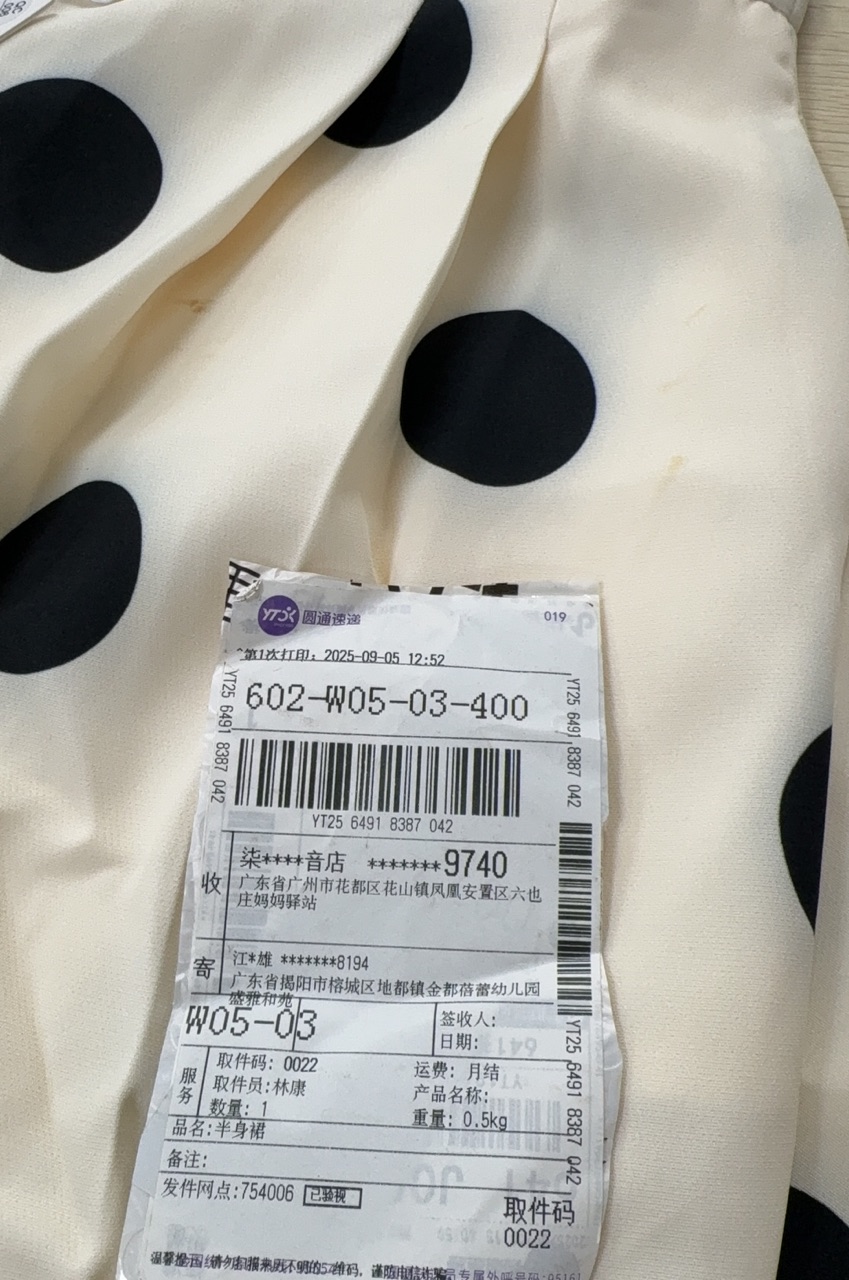 圆通速递
019
第1次打印: 2025-09-05 12:52
602-W05-03-400
YT25 6491 8387 042
YT25 6491 8387 042
YT25 6491 8387 042
收
柒****音店 *******9740
广东省广州市花都区花山镇凤凰安置区六也
庄妈妈驿站
寄
江*雄 *******8194
广东省揭阳市榕城区地都镇金都蓓蕾幼儿园
盛雅和苑
W05-03
签收人:
日期:
YT25 6491 8387 042
服务
取件码: 0022
取件员:林康
数量: 1
运费: 月结
产品名称:
重量: 0.5kg
品名:半身裙
备注:
发件网点:754006 已验视
取件码
0022